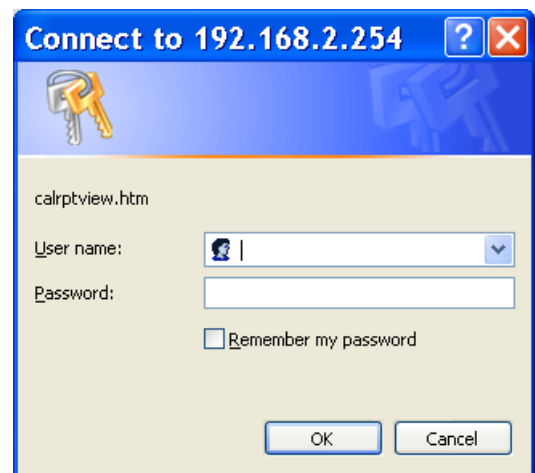 Connect to 192.168.2.254 ?
calrptview.htm
User name:
Password:
Remember my password
OK Cancel